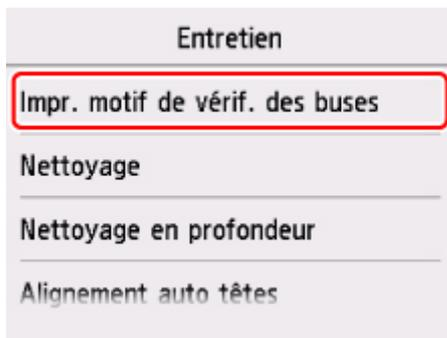 Entretien
Impr. motif de vérif. des buses
Nettoyage
Nettoyage en profondeur
Alignement auto têtes